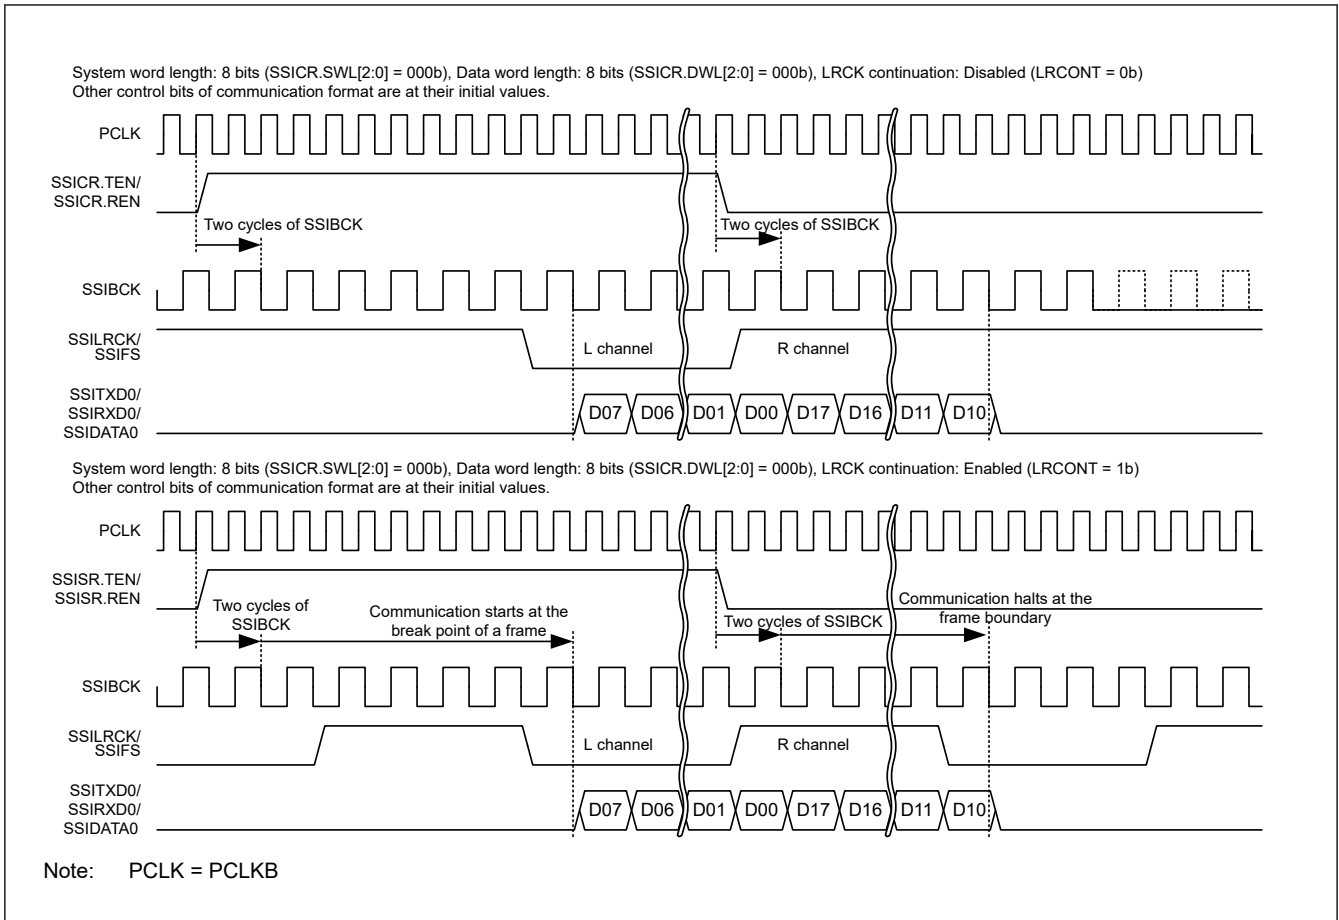 System word length: 8 bits (SSICR.SWL[2:0] = 000b), Data word length: 8 bits (SSICR.DWL[2:0] = 000b), LRCK continuation: Disabled (LRCONT = 0b)
Other control bits of communication format are at their initial values.
PCLK
SSICR.TEN/
SSICR.REN
Two cycles of SSIBCK
Two cycles of SSIBCK
SSIBCK
SSILRCK/
SSIFS
L channel
R channel
SSITXD0/
SSIRXD0/
SSIDATA0
D07 D06 D01 D00 D17 D16 D11 D10
System word length: 8 bits (SSICR.SWL[2:0] = 000b), Data word length: 8 bits (SSICR.DWL[2:0] = 000b), LRCK continuation: Enabled (LRCONT = 1b)
Other control bits of communication format are at their initial values.
PCLK
SSISR.TEN/
SSISR.REN
Two cycles of
SSIBCK
Communication starts at the
break point of a frame
Two cycles of SSIBCK
Communication halts at the
frame boundary
SSIBCK
SSILRCK/
SSIFS
L channel
R channel
SSITXD0/
SSIRXD0/
SSIDATA0
D07 D06 D01 D00 D17 D16 D11 D10
Note: PCLK = PCLKB